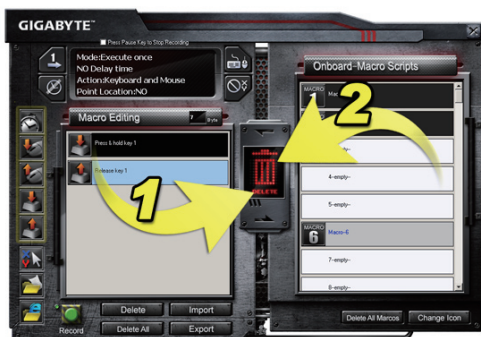 GIGABYTE™
Press Pause Key to Stop Recording
Mode:Execute once
NO Delay time
Action:Keyboard and Mouse
Point Location:NO
Onboard-Macro Scripts
Macro Editing
7 Byte
Press & hold key 1
Release key 1
1
DELETE
2
MACRO
1
4-empty-
5-empty-
MACRO
6
Macro-6
7-empty-
8-empty-
Record
Delete
Import
Delete All
Export
Delete All Marcos
Change Icon